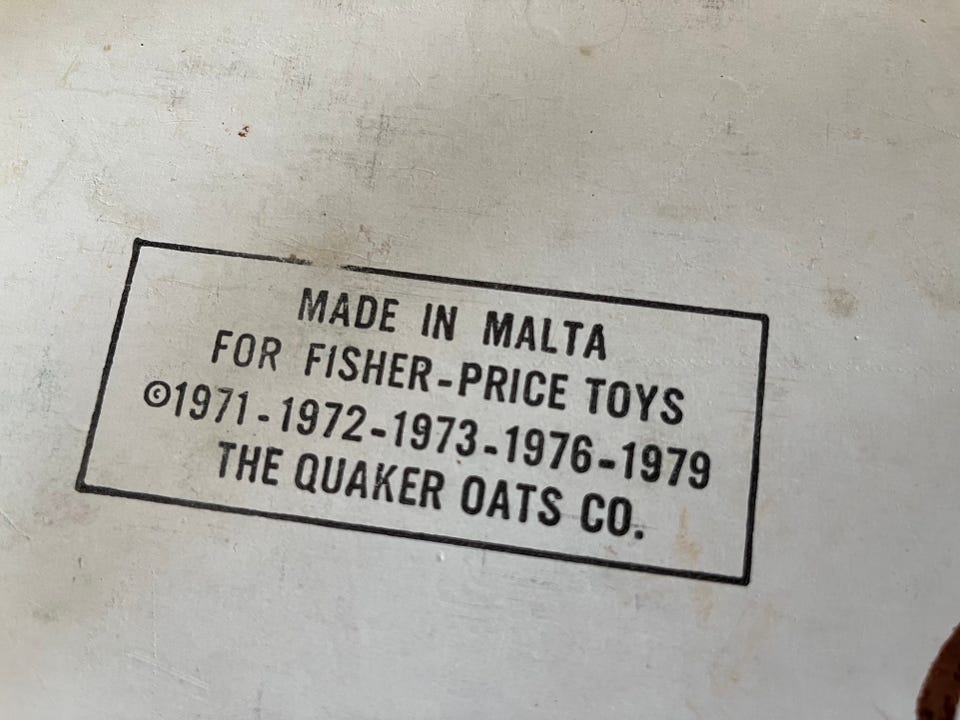 MADE IN MALTA
FOR FISHER-PRICE TOYS
©1971-1972-1973-1976-1979
THE QUAKER OATS CO.